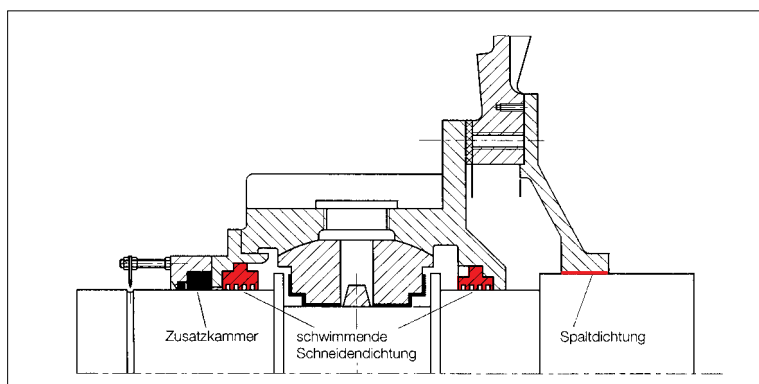 Zusatzkammer
schwimmende
Schneidendichtung
Spaltdichtung